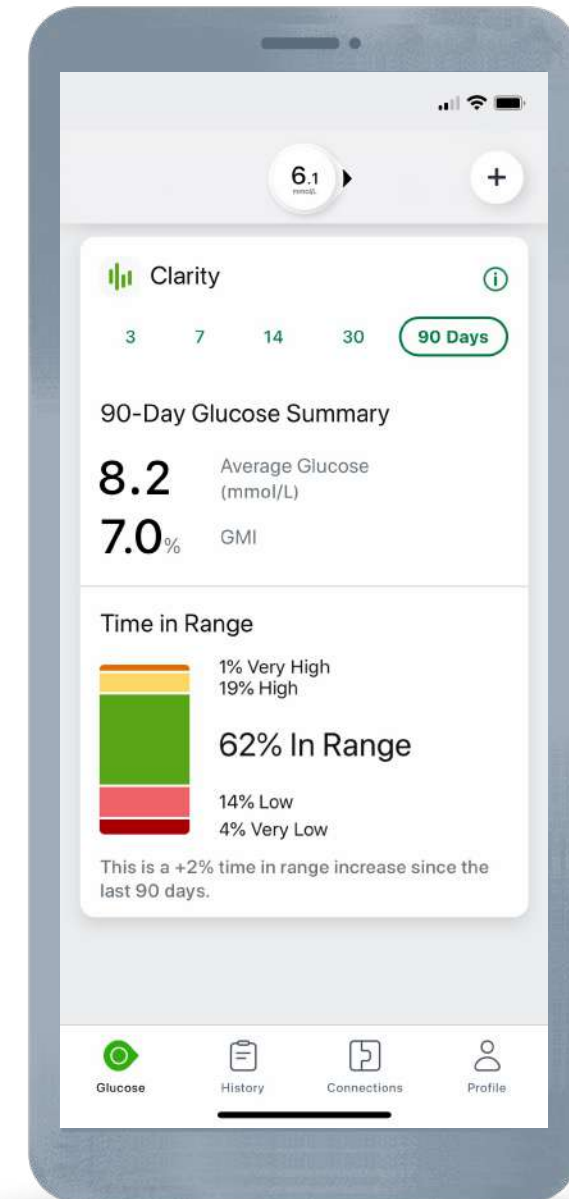 6.1
mmol/L
+
Clarity
3 7 14 30 90 Days
90-Day Glucose Summary
8.2 Average Glucose
(mmol/L)
7.0% GMI
Time in Range
1% Very High
19% High
62% In Range
14% Low
4% Very Low
This is a +2% time in range increase since the
last 90 days.
Glucose History Connections Profile